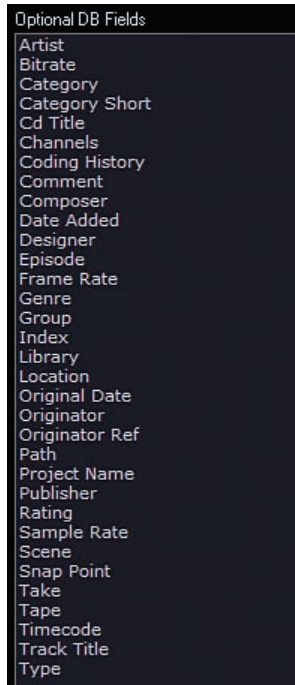 Optional DB Fields
Artist
Bitrate
Category
Category Short
Cd Title
Channels
Coding History
Comment
Composer
Date Added
Designer
Episode
Frame Rate
Genre
Group
Index
Library
Location
Original Date
Originator
Originator Ref
Path
Project Name
Publisher
Rating
Sample Rate
Scene
Snap Point
Take
Tape
Timecode
Track Title
Type